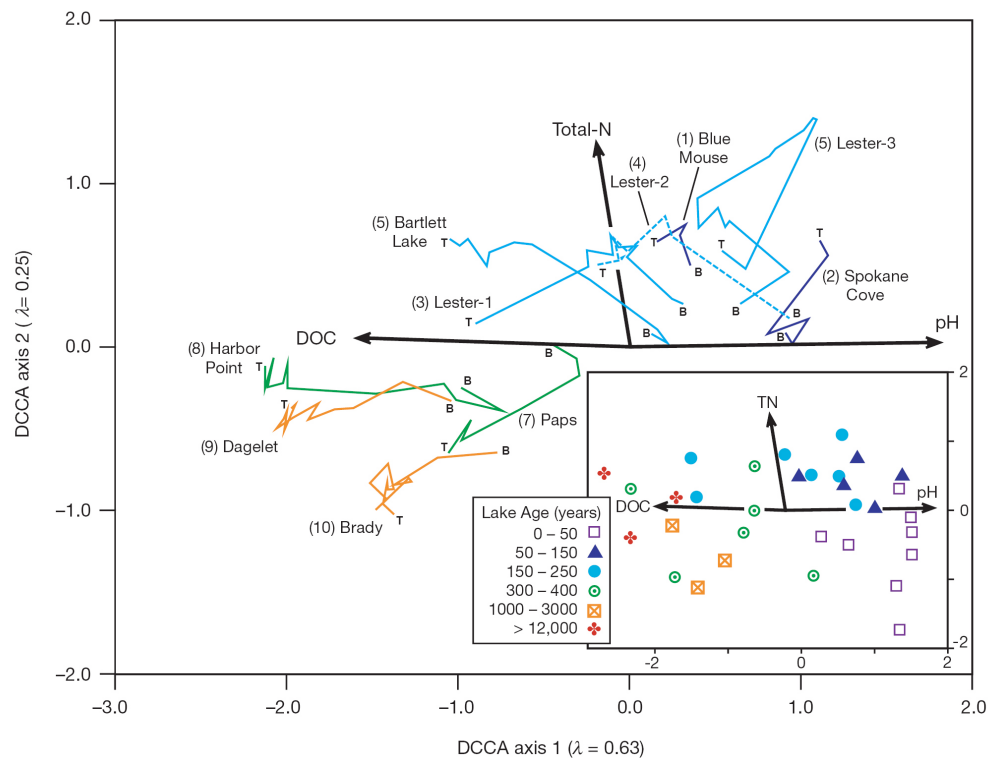 2.0
1.0
0.0
−1.0
−2.0
DCCA axis 2 ( λ= 0.25)
Total-N
(1) Blue
Mouse
(4)
Lester-2
(5) Lester-3
(5) Bartlett
Lake
T
T
T
T
B
(2) Spokane
Cove
T
(3) Lester-1
T
B
B
B
B
B
DOC
pH
(8) Harbor
Point
T
B
B
T
B
(7) Paps
(9) Dagelet
T
B
(10) Brady
T
2
TN
pH
DOC
0
-2
-2
0
2
Lake Age (years)
0 – 50
50 – 150
150 – 250
300 – 400
1000 – 3000
> 12,000
−3.0
−2.0
−1.0
0.0
1.0
2.0
DCCA axis 1 (λ = 0.63)